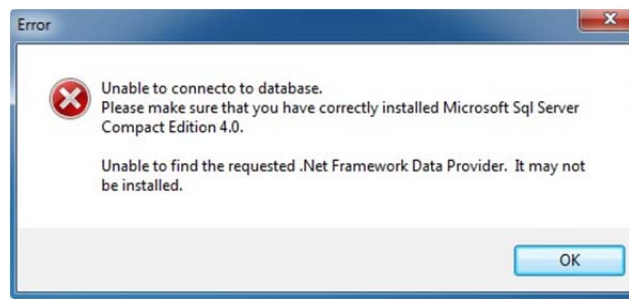 Error
Unable to connecto to database.
Please make sure that you have correctly installed Microsoft Sql Server
Compact Edition 4.0.
Unable to find the requested .Net Framework Data Provider.  It may not
be installed.
OK